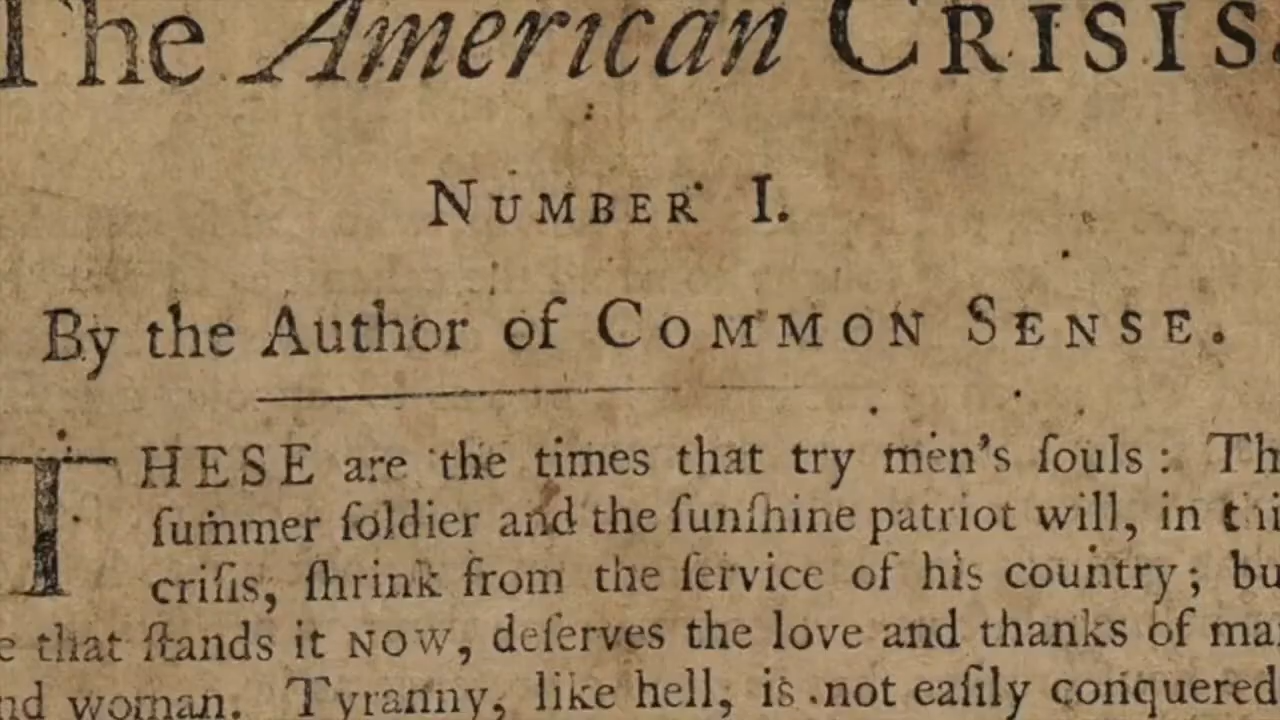 The American CRISIS.
NUMBER I.
By the Author of COMMON SENSE.
THESE are the times that try men's ſouls: Th
ſummer ſoldier and the ſunſhine patriot will, in thi
criſis, ſhrink from the ſervice of his country; bu
e that ſtands it NOW, deſerves the love and thanks of ma
nd woman. Tyranny, like hell, is not eaſily conquered